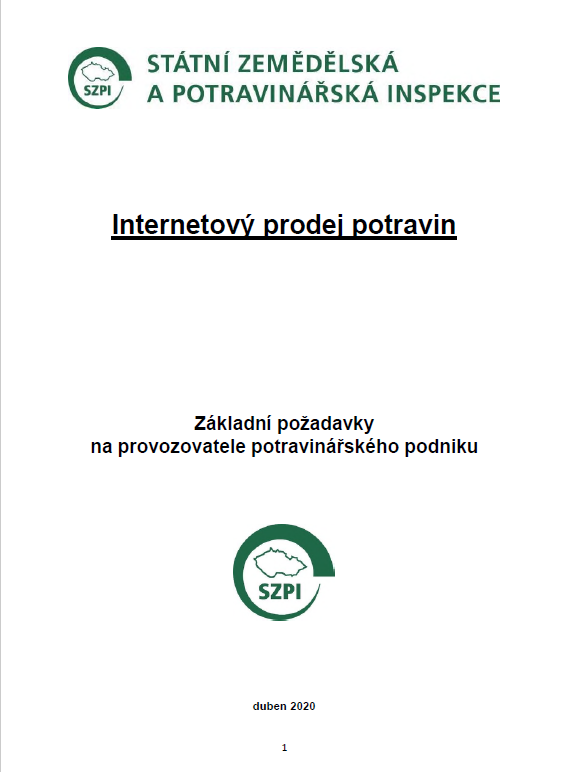 SZPI
STÁTNÍ ZEMĚDĚLSKÁ
A POTRAVINÁŘSKÁ INSPEKCE
Internetový prodej potravin
Základní požadavky
na provozovatele potravinářského podniku
SZPI
duben 2020
1